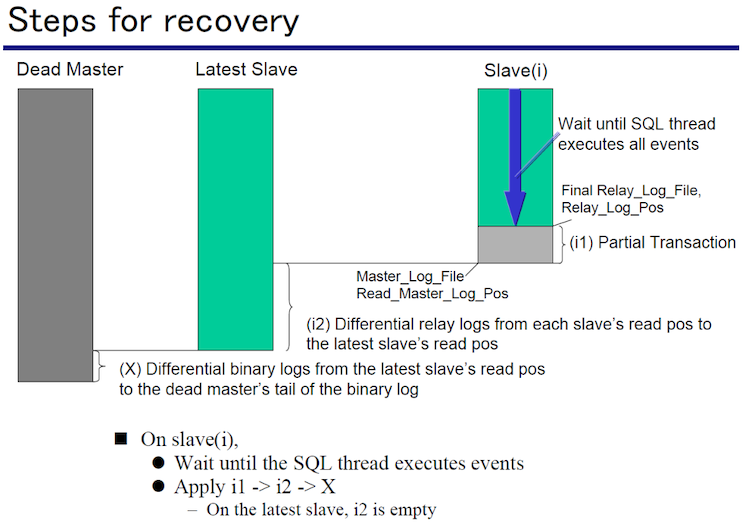 Steps for recovery
Dead Master
Latest Slave
Slave(i)
Wait until SQL thread
executes all events
Final Relay_Log_File,
Relay_Log_Pos
(i1) Partial Transaction
Master_Log_File
Read_Master_Log_Pos
(i2) Differential relay logs from each slave's read pos to
the latest slave's read pos
(X) Differential binary logs from the latest slave's read pos
to the dead master's tail of the binary log
■ On slave(i),
● Wait until the SQL thread executes events
● Apply i1 -> i2 -> X
– On the latest slave, i2 is empty